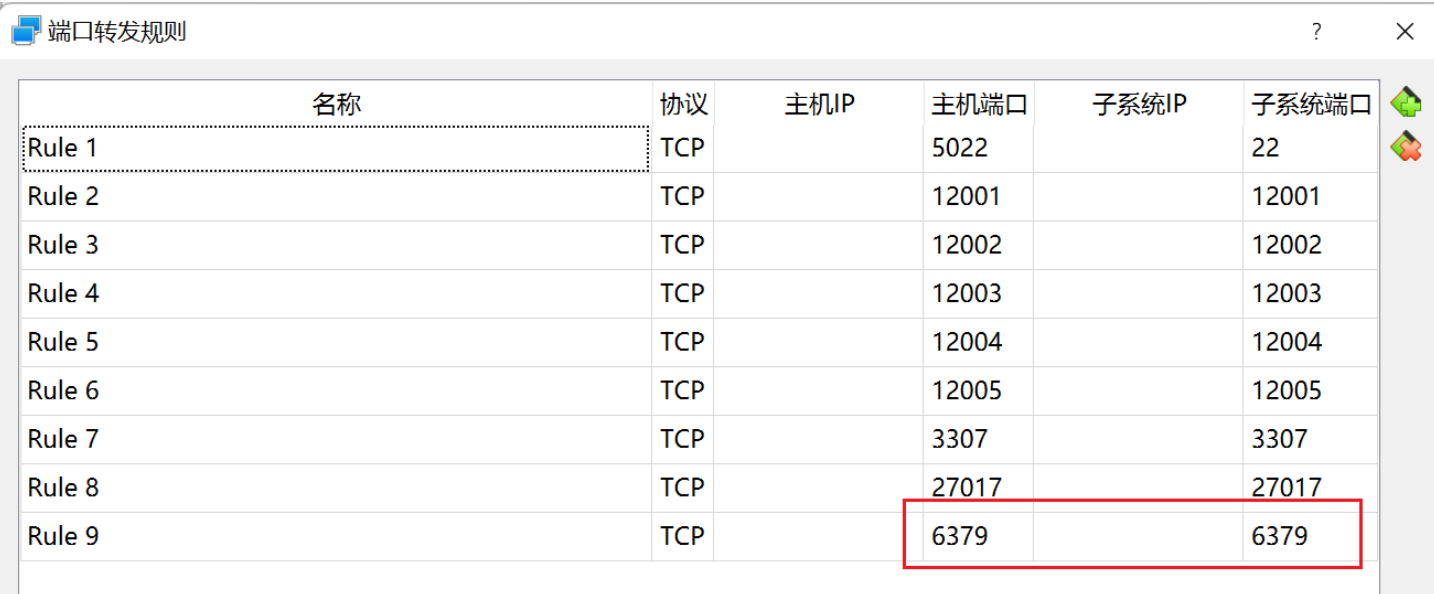 端口转发规则 ?
名称 协议 主机IP 主机端口 子系统IP 子系统端口
Rule 1 TCP 5022 22
Rule 2 TCP 12001 12001
Rule 3 TCP 12002 12002
Rule 4 TCP 12003 12003
Rule 5 TCP 12004 12004
Rule 6 TCP 12005 12005
Rule 7 TCP 3307 3307
Rule 8 TCP 27017 27017
Rule 9 TCP 6379 6379